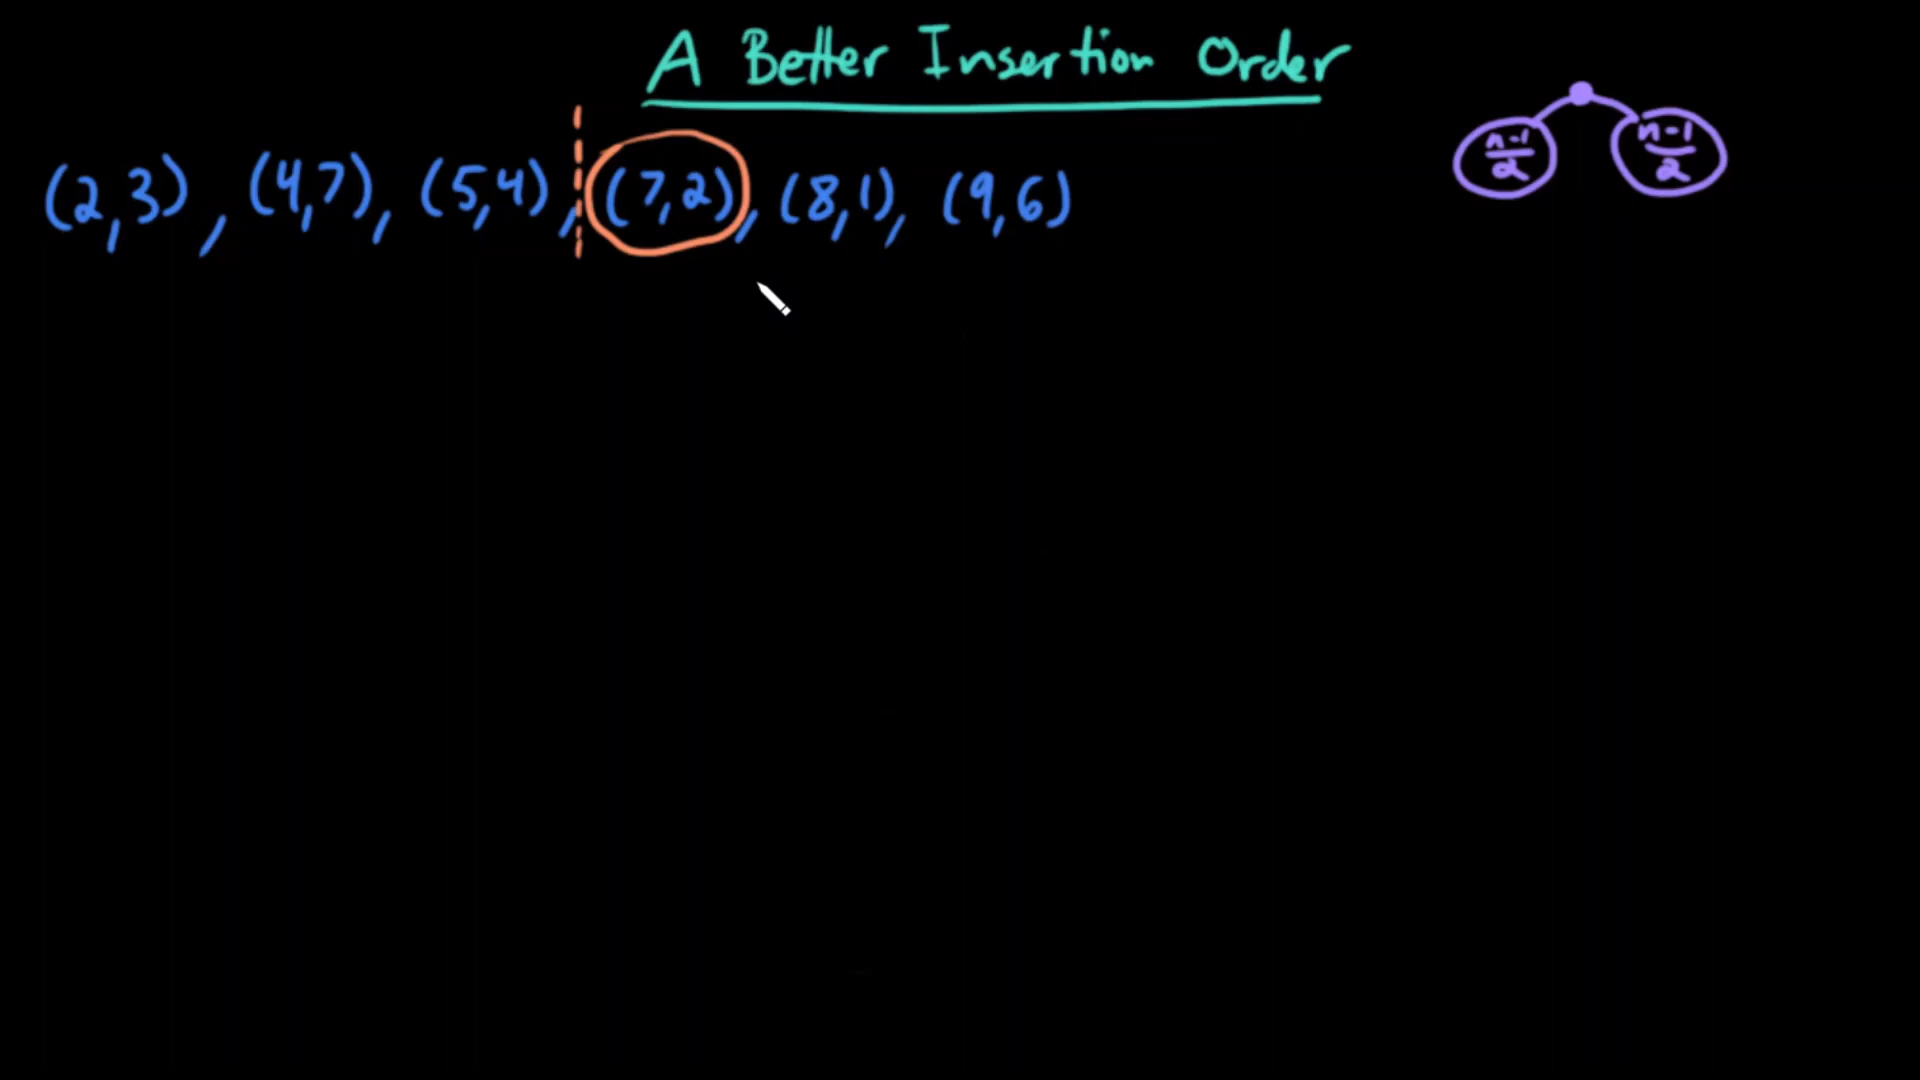 A Better Insertion Order
(2,3), (4,7), (5,4), (7,2), (8,1), (9,6)
n-1
2
n-1
2